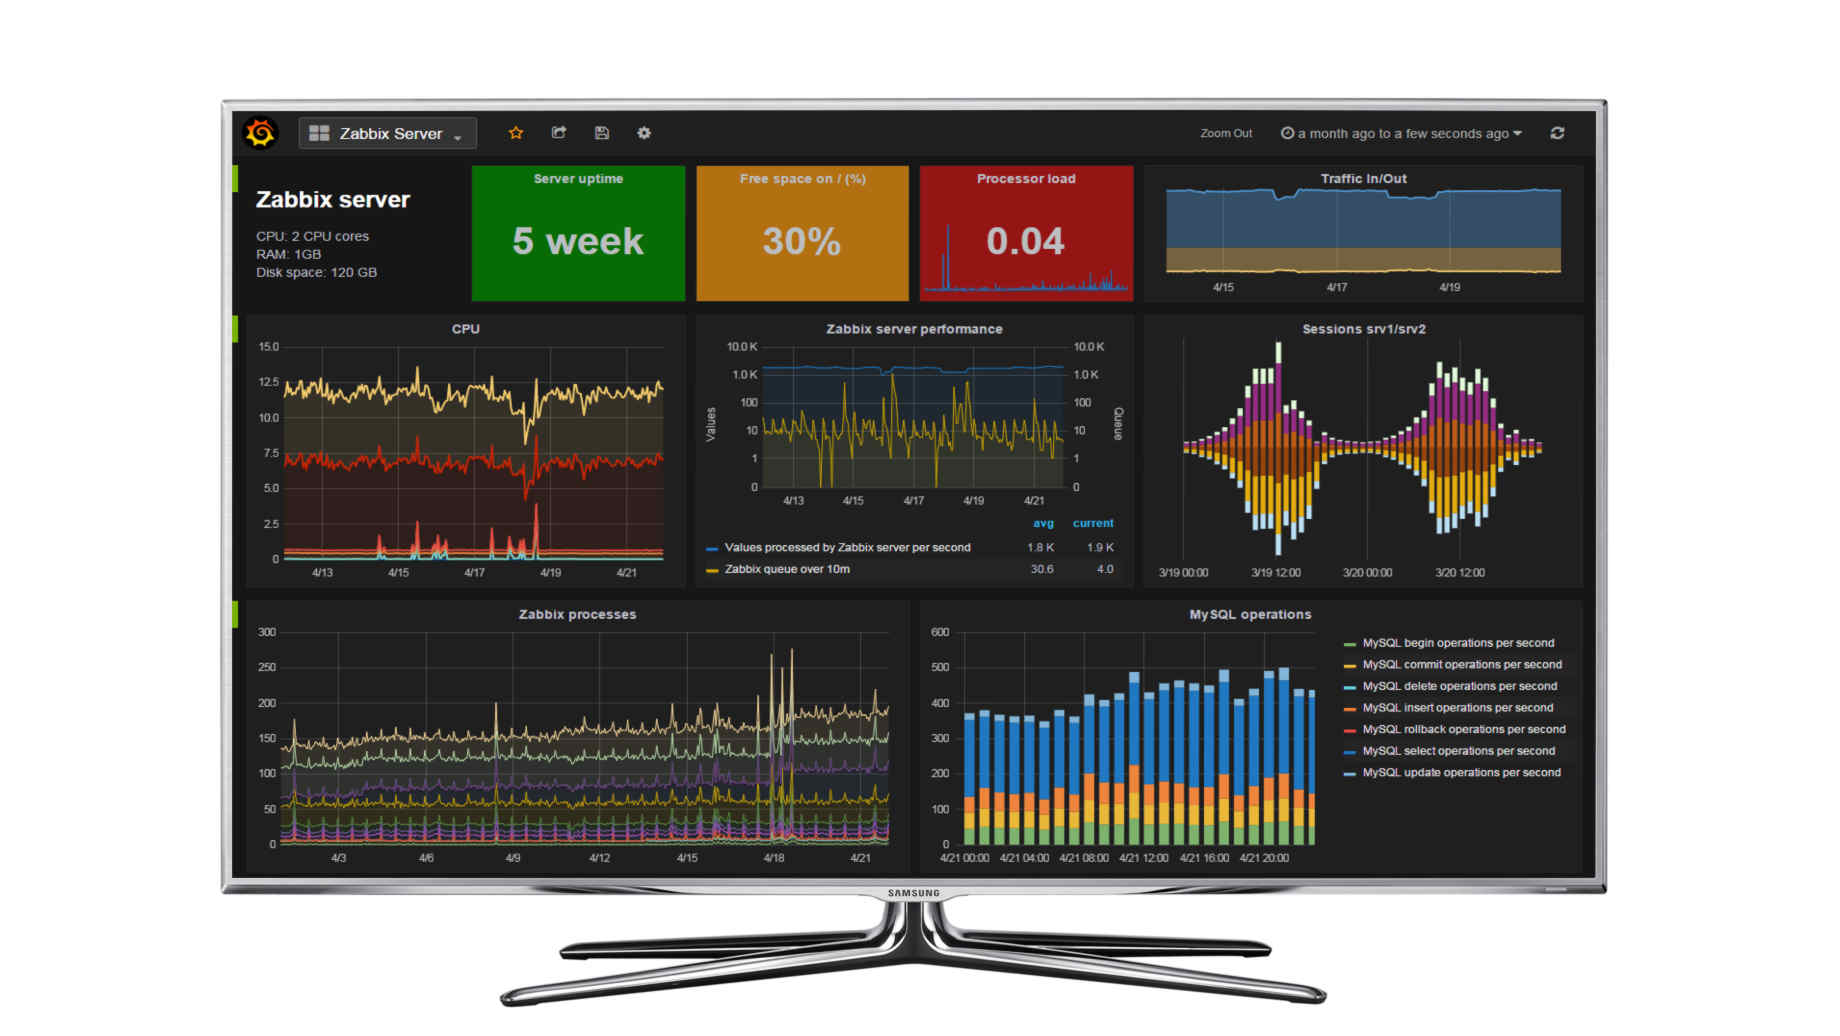 Zabbix Server
Zoom Out
a month ago to a few seconds ago
Zabbix server
CPU: 2 CPU cores
RAM: 1GB
Disk space: 120 GB
Server uptime
5 week
Free space on / (%)
30%
Processor load
0.04
Traffic In/Out
4/15 4/17 4/19
CPU
15.0
12.5
10.0
7.5
5.0
2.5
0
4/13 4/15 4/17 4/19 4/21
Zabbix server performance
Values
10.0 K
1.0 K
100
10
1
0
10.0 K
1.0 K
100
10
1
0
Queue
4/13 4/15 4/17 4/19 4/21
avg current
Values processed by Zabbix server per second 1.8 K 1.9 K
Zabbix queue over 10m 30.6 4.0
Sessions srv1/srv2
3/19 00:00 3/19 12:00 3/20 00:00 3/20 12:00
Zabbix processes
300
250
200
150
100
50
0
4/3 4/6 4/9 4/12 4/15 4/18 4/21
MySQL operations
600
500
400
300
200
100
0
4/21 00:00 4/21 04:00 4/21 08:00 4/21 12:00 4/21 16:00 4/21 20:00
MySQL begin operations per second
MySQL commit operations per second
MySQL delete operations per second
MySQL insert operations per second
MySQL rollback operations per second
MySQL select operations per second
MySQL update operations per second
SAMSUNG